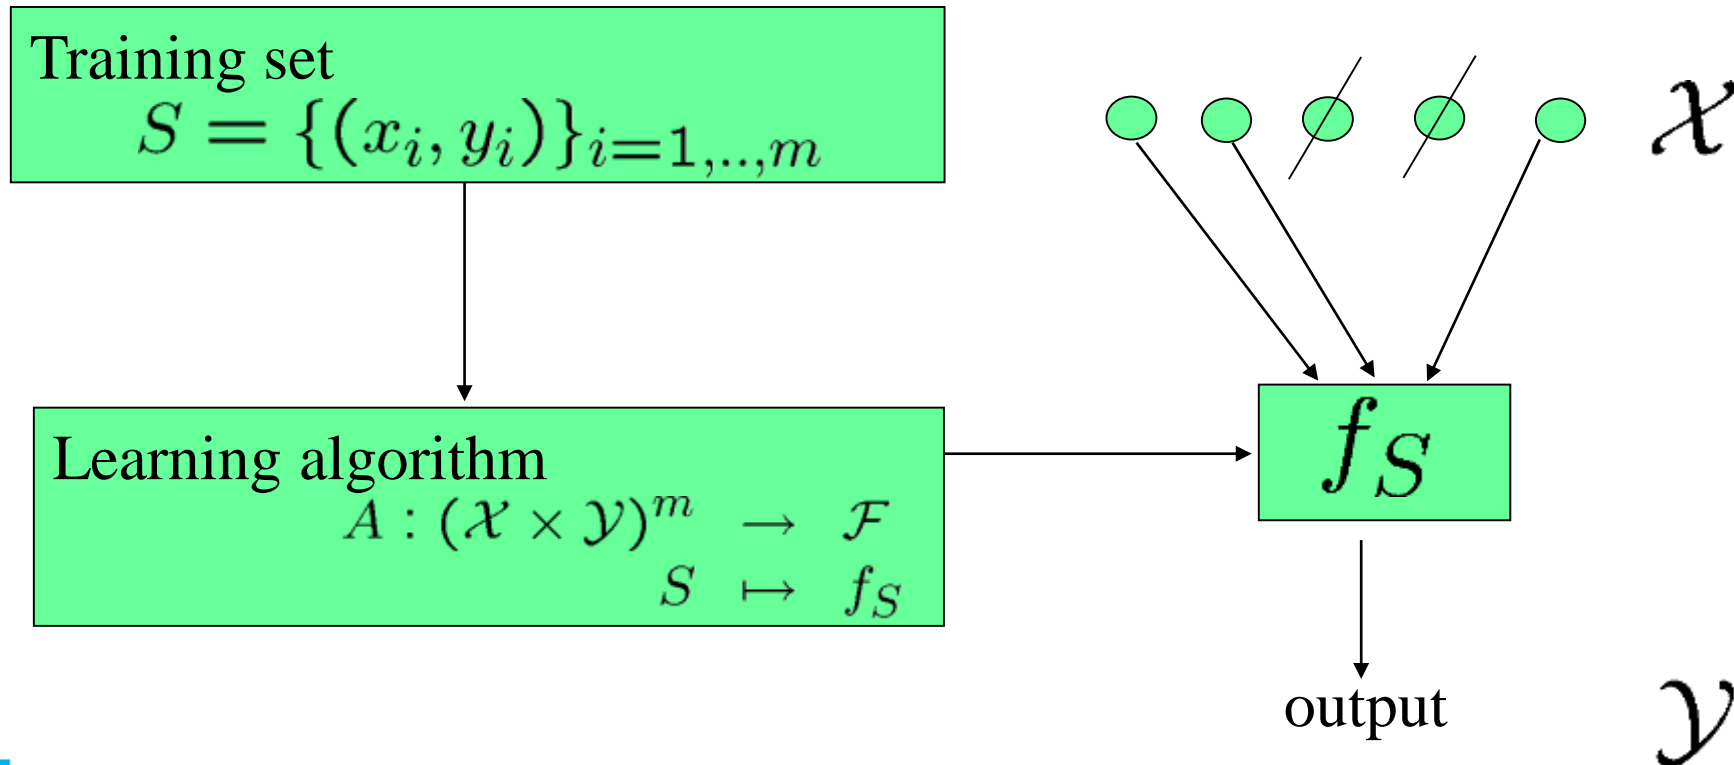 Training set
S = {(x_i, y_i)}_{i=1,..,m}
𝒳
Learning algorithm
A : (𝒳 × 𝒴)^m → ℱ
S ↦ f_S
f_S
output
𝒴